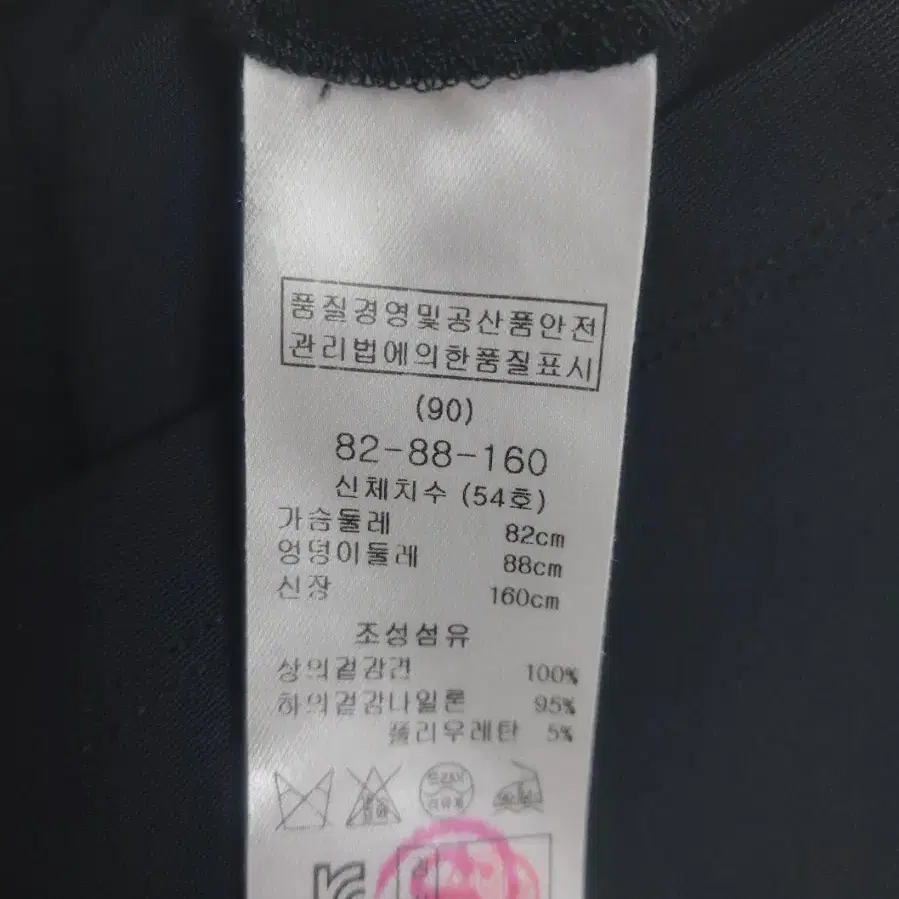 품질경영및공산품안전
관리법에의한품질표시
(90)
82-88-160
신체치수 (54호)
가슴둘레 82cm
엉덩이둘레 88cm
신장 160cm
조성섬유
상의겉감견 100%
하의겉감나일론 95%
폴리우레탄 5%
드라이